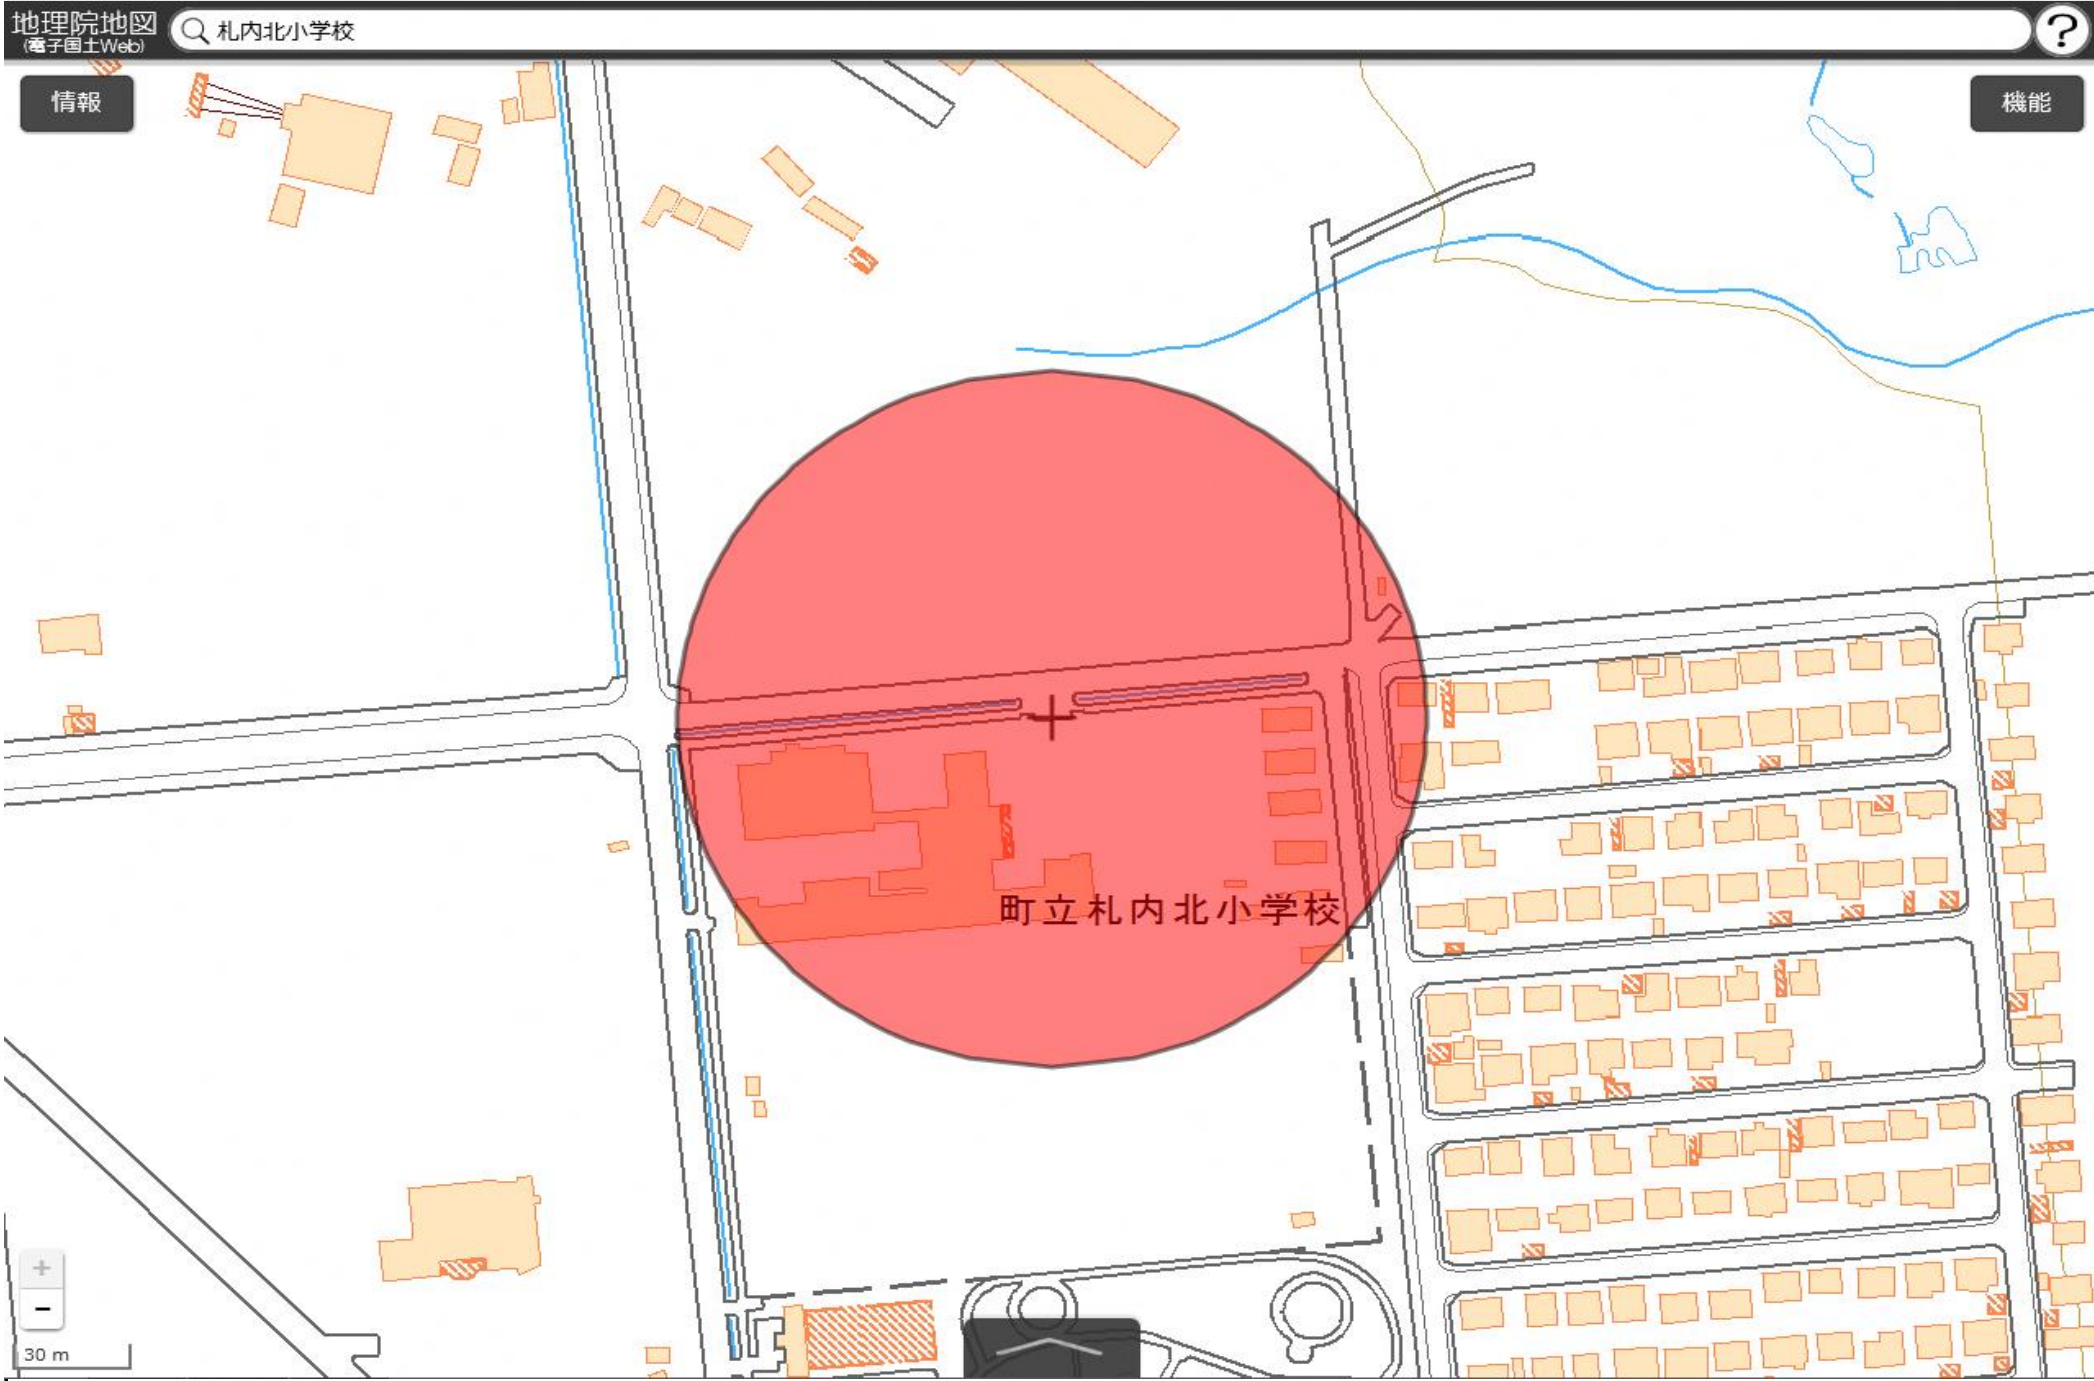 地理院地図
(電子国土Web)
札内北小学校
?
情報
機能
町立札内北小学校
+
−
30 m